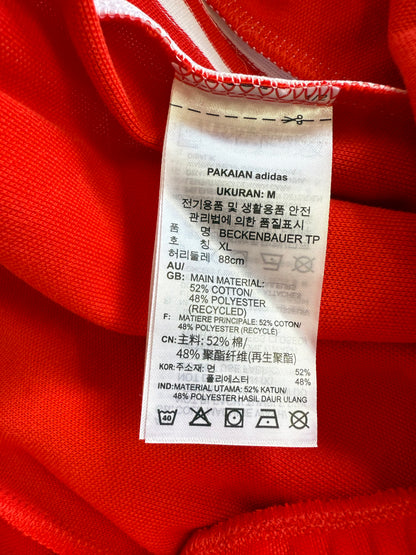 PAKAIAN adidas
UKURAN: M
전기용품 및 생활용품 안전
관리법에 의한 품질표시
품 명 BECKENBAUER TP
호 칭 XL
허리둘레 88cm
AU/
GB: MAIN MATERIAL:
52% COTTON/
48% POLYESTER
(RECYCLED)
F: MATIERE PRINCIPALE: 52% COTON/
48% POLYESTER (RECYCLÉ)
CN: 主料: 52% 棉/
48% 聚酯纤维(再生聚酯)
KOR: 주소재: 면 52%
폴리에스터 48%
IND: MATERIAL UTAMA: 52% KATUN/
48% POLYESTER HASIL DAUR ULANG
40